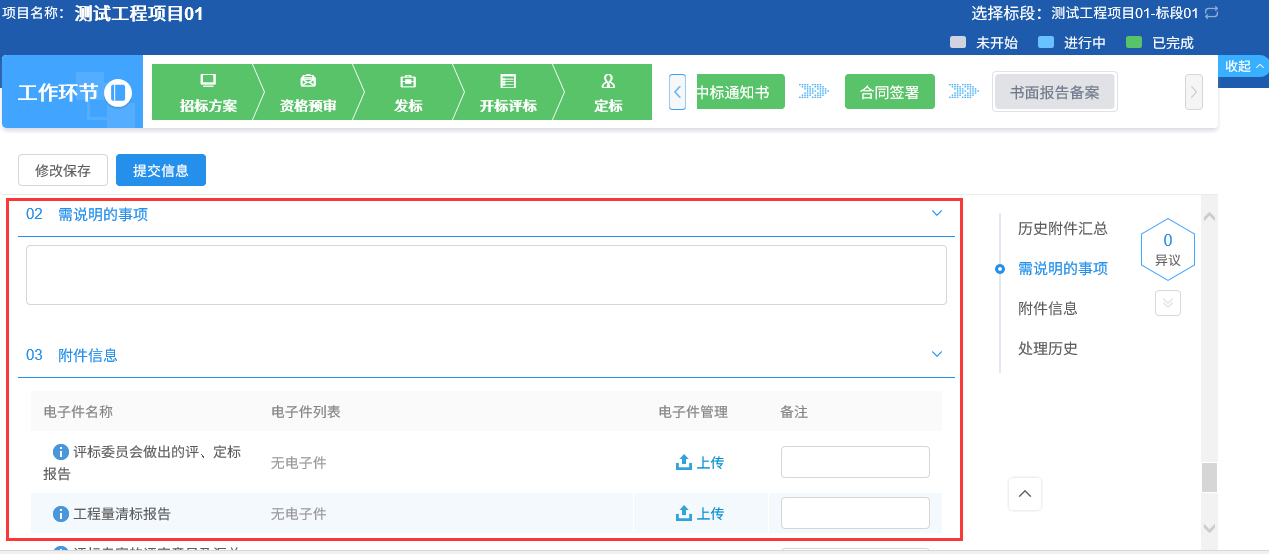 项目名称： 测试工程项目01
选择标段：测试工程项目01-标段01
未开始 进行中 已完成
收起
工作环节
招标方案 资格预审 发标 开标评标 定标
中标通知书 合同签署 书面报告备案
修改保存 提交信息
02 需说明的事项
03 附件信息
电子件名称 电子件列表 电子件管理 备注
评标委员会做出的评、定标
报告
无电子件 上传
工程量清标报告 无电子件 上传
历史附件汇总
需说明的事项
附件信息
处理历史
0
异议